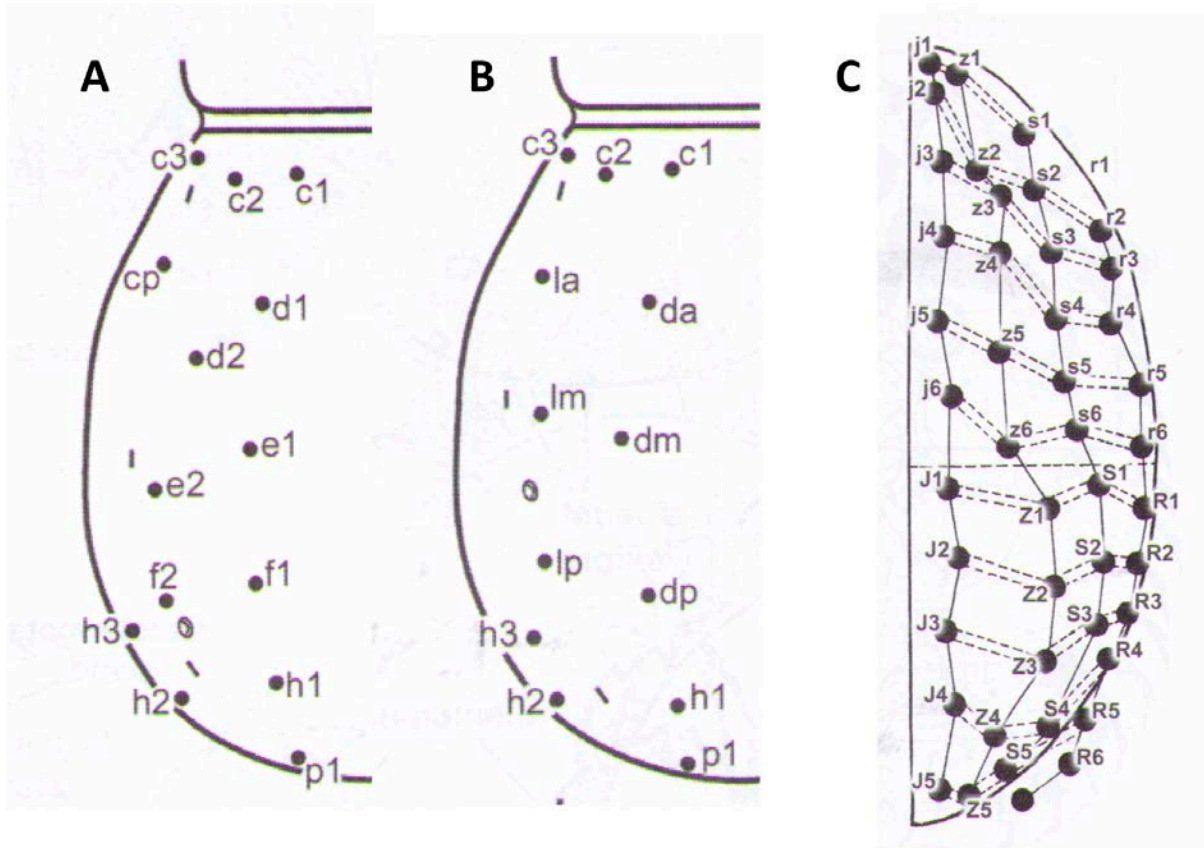 A
c3
c2
c1
cp
d1
d2
e1
e2
f1
f2
h3
h1
h2
p1
B
c3
c2
c1
la
da
lm
dm
lp
dp
h3
h1
h2
p1
C
j1
z1
j2
s1
j3
z2
s2
r1
z3
r2
j4
z4
s3
r3
j5
z5
s4
r4
s5
r5
j6
z6
s6
r6
J1
Z1
S1
R1
J2
Z2
S2
R2
J3
Z3
S3
R3
R4
J4
Z4
S4
R5
S5
R6
J5
Z5